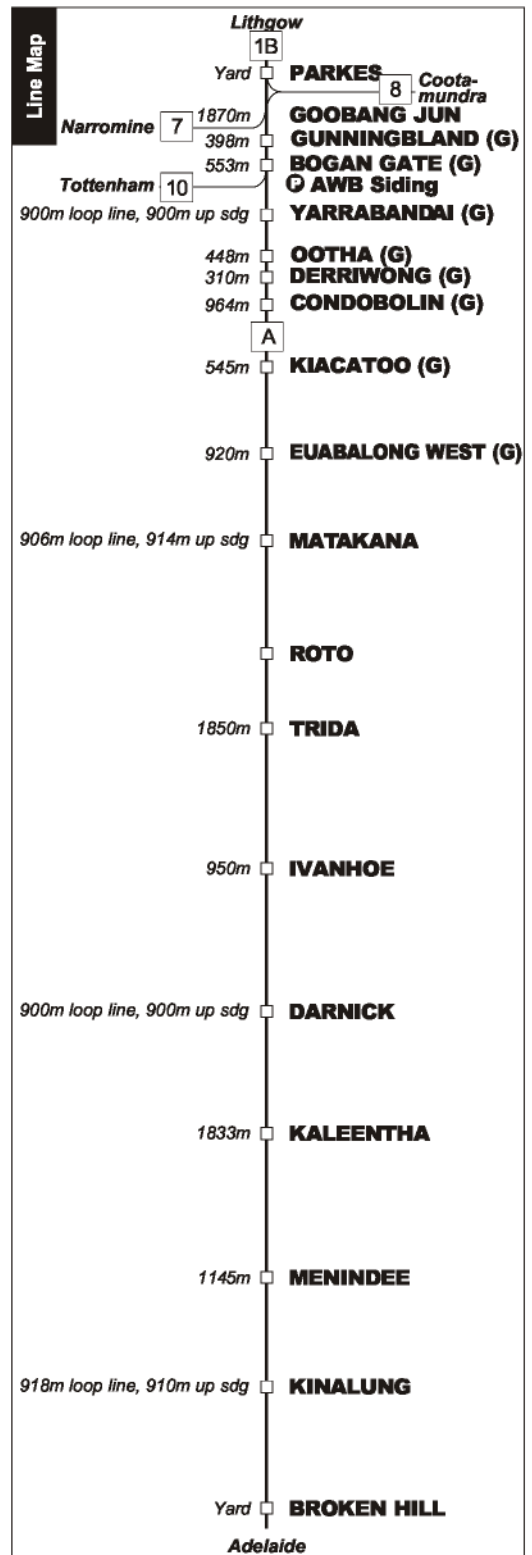 Line Map
Lithgow
1B
Yard PARKES
8 Coota-
mundra
1870m GOOBANG JUN
Narromine 7
398m GUNNINGBLAND (G)
553m BOGAN GATE (G)
Tottenham 10 P AWB Siding
900m loop line, 900m up sdg YARRABANDAI (G)
448m OOTHA (G)
310m DERRIWONG (G)
964m CONDOBOLIN (G)
A
545m KIACATOO (G)
920m EUABALONG WEST (G)
906m loop line, 914m up sdg MATAKANA
ROTO
1850m TRIDA
950m IVANHOE
900m loop line, 900m up sdg DARNICK
1833m KALEENTHA
1145m MENINDEE
918m loop line, 910m up sdg KINALUNG
Yard BROKEN HILL
Adelaide